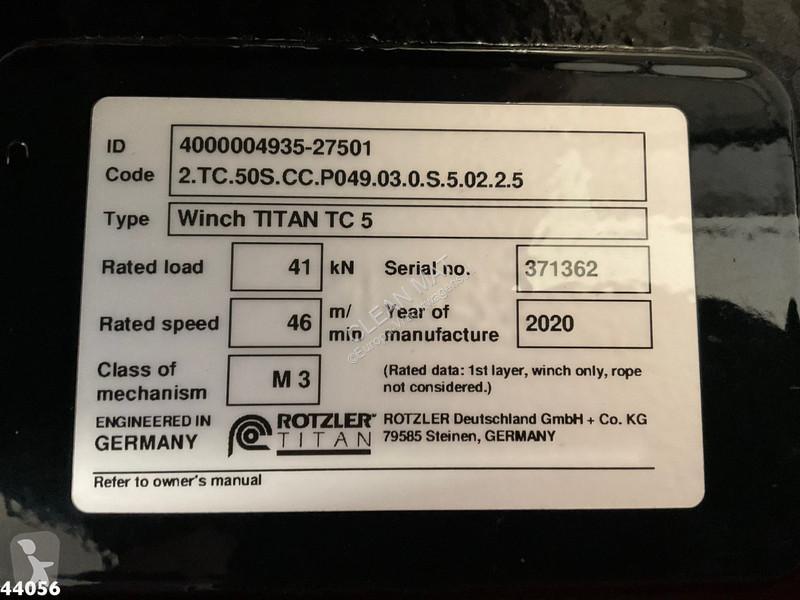 ID 4000004935-27501
Code 2.TC.50S.CC.P049.03.0.S.5.02.2.5
Type Winch TITAN TC 5
Rated load 41 kN Serial no. 371362
Rated speed 46 m/min Year of manufacture 2020
Class of mechanism M 3
(Rated data: 1st layer, winch only, rope
not considered.)
ENGINEERED IN
GERMANY
ROTZLER
TITAN
ROTZLER Deutschland GmbH + Co. KG
79585 Steinen, GERMANY
Refer to owner's manual
CLEAN MAT
44056